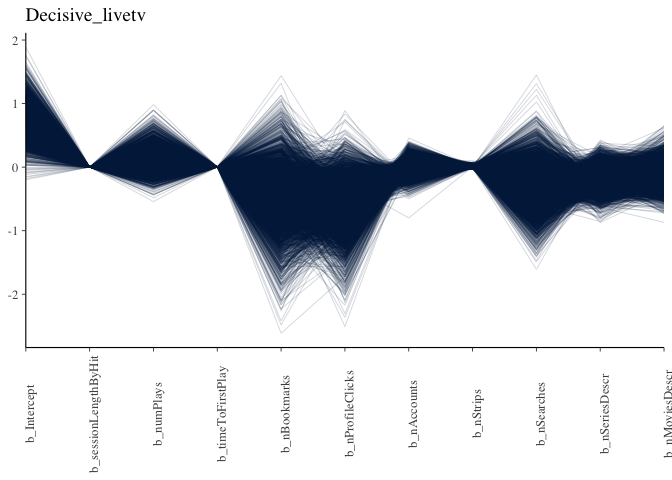 Decisive_livetv
2
1
0
-1
-2
b_Intercept
b_sessionLengthByHit
b_numPlays
b_timeToFirstPlay
b_nBookmarks
b_nProfileClicks
b_nAccounts
b_nStrips
b_nSearches
b_nSeriesDescr
b_nMoviesDescr